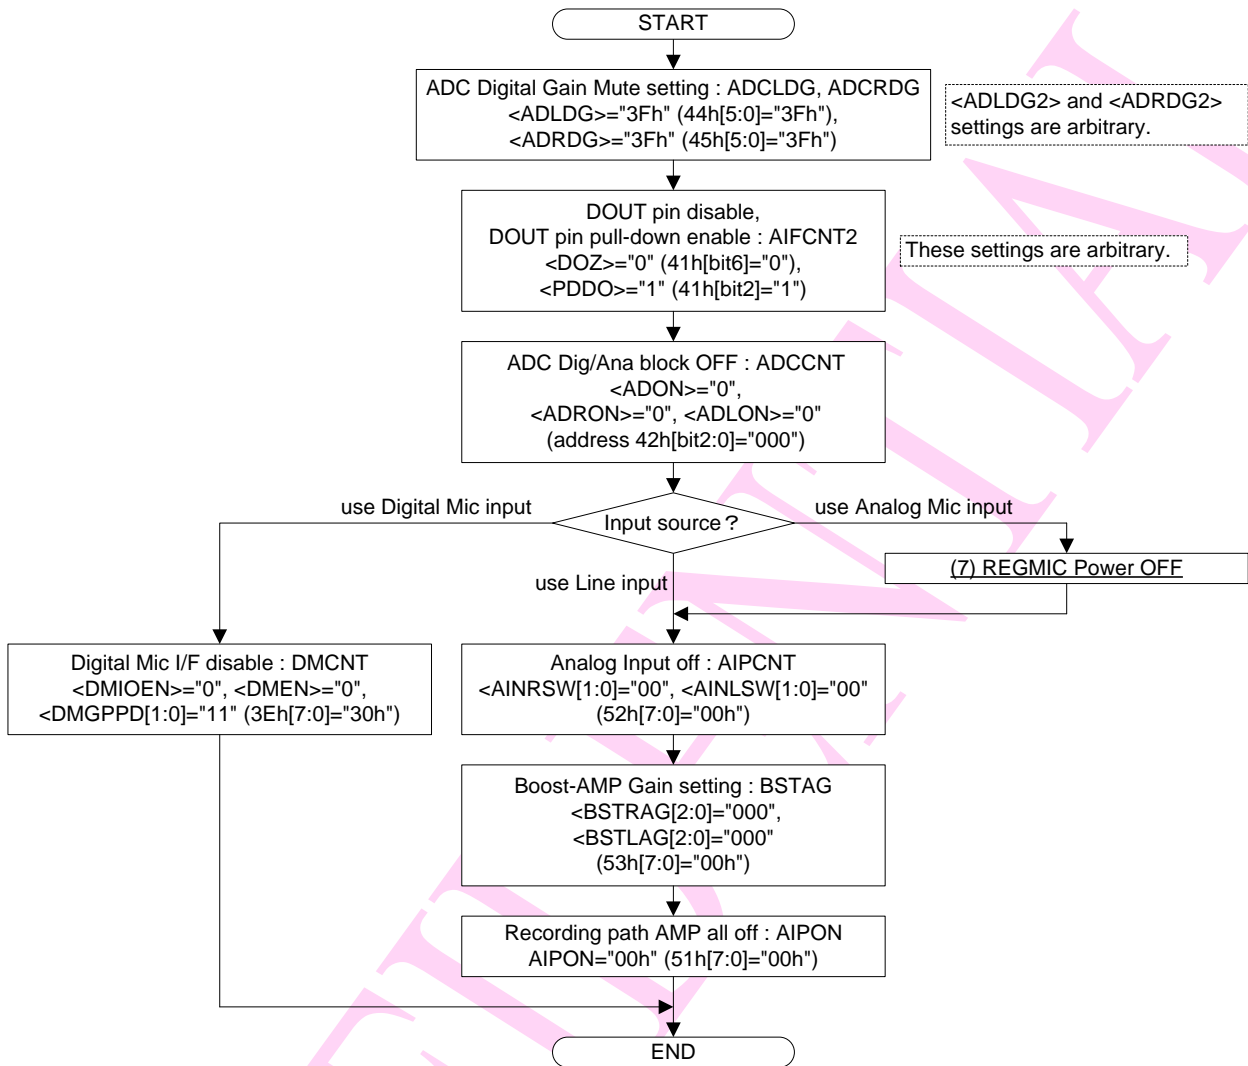 START
ADC Digital Gain Mute setting : ADCLDG, ADCRDG
<ADLDG>="3Fh" (44h[5:0]="3Fh"),
<ADRDG>="3Fh" (45h[5:0]="3Fh")
<ADLDG2> and <ADRDG2>
settings are arbitrary.
DOUT pin disable,
DOUT pin pull-down enable : AIFCNT2
<DOZ>="0" (41h[bit6]="0"),
<PDDO>="1" (41h[bit2]="1")
These settings are arbitrary.
ADC Dig/Ana block OFF : ADCCNT
<ADON>="0",
<ADRON>="0", <ADLON>="0"
(address 42h[bit2:0]="000")
use Digital Mic input
Input source?
use Analog Mic input
(7) REGMIC Power OFF
use Line input
Digital Mic I/F disable : DMCNT
<DMIOEN>="0", <DMEN>="0",
<DMGPPD[1:0]="11" (3Eh[7:0]="30h")
Analog Input off : AIPCNT
<AINRSW[1:0]="00", <AINLSW[1:0]="00"
(52h[7:0]="00h")
Boost-AMP Gain setting : BSTAG
<BSTRAG[2:0]="000",
<BSTLAG[2:0]="000"
(53h[7:0]="00h")
Recording path AMP all off : AIPON
AIPON="00h" (51h[7:0]="00h")
END